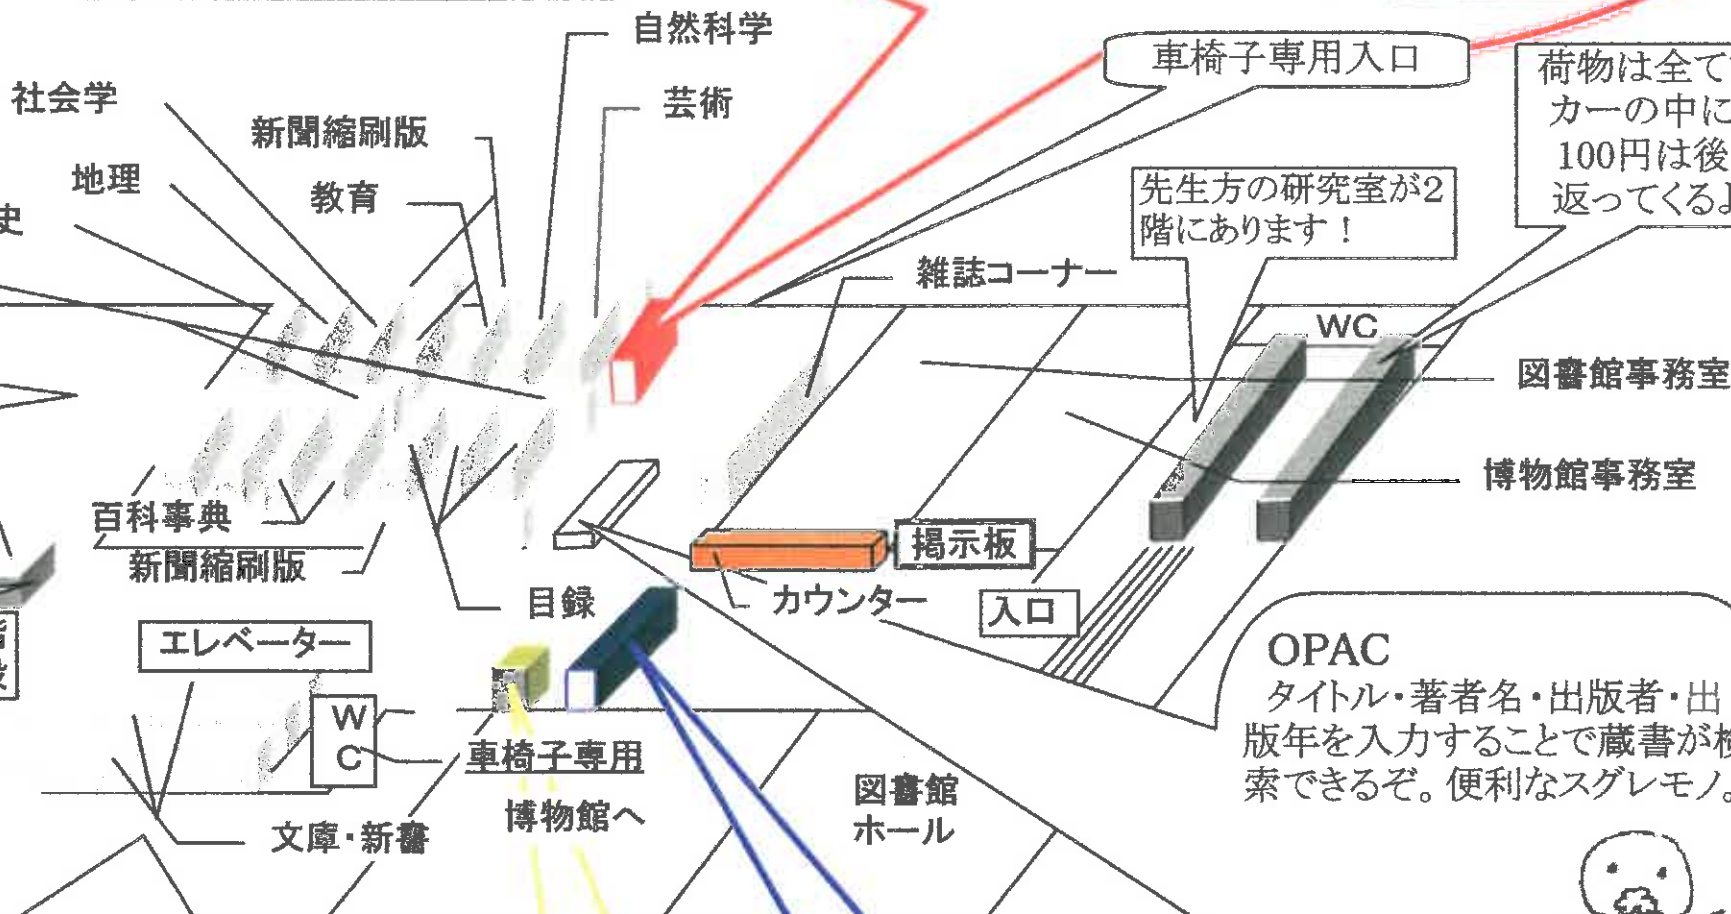 自然科学
車椅子専用入口
荷物は全て
カーの中に
100円は後
返ってくるよ
社会学
芸術
新聞縮刷版
地理
教育
史
先生方の研究室が2
階にあります！
雑誌コーナー
WC
図書館事務室
博物館事務室
百科事典
新聞縮刷版
掲示板
目録
カウンター
入口
エレベーター
W
C
車椅子専用
博物館へ
図書館
ホール
文庫・新書
OPAC
タイトル・著者名・出版者・出
版年を入力することで蔵書が検
索できるぞ。便利なスグレモノ。